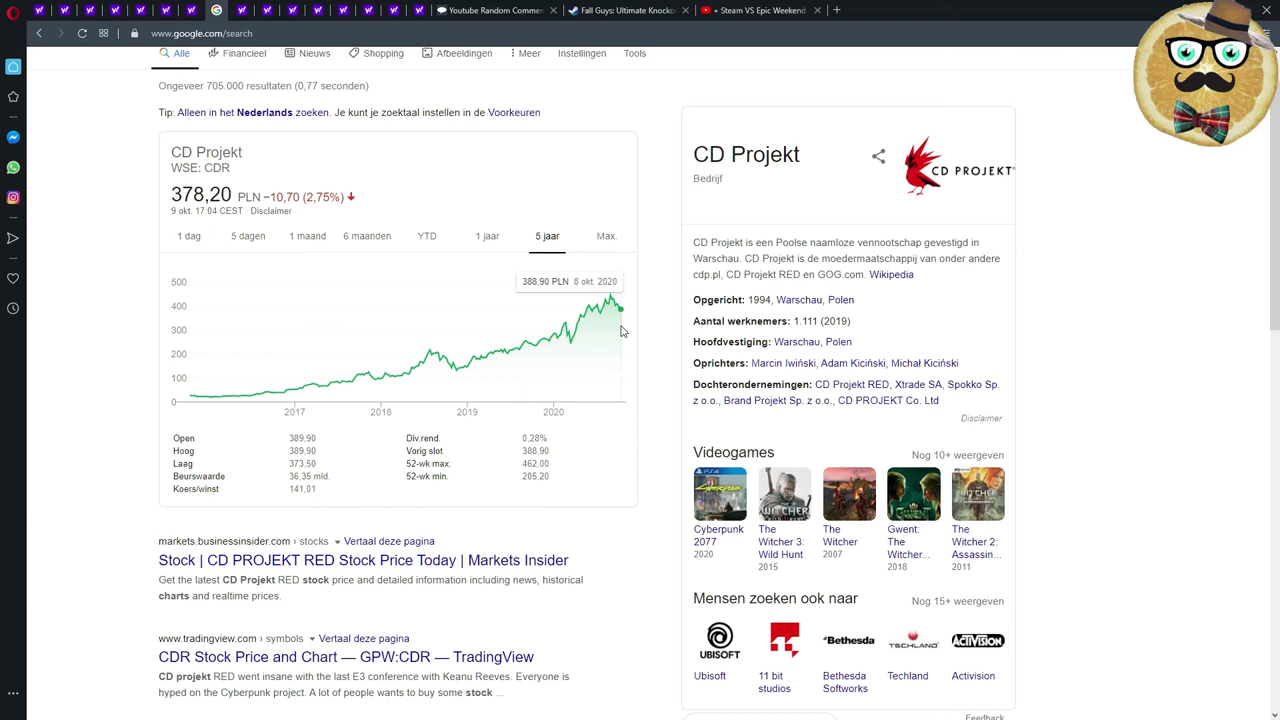 Youtube Random Commen
Fall Guys: Ultimate Knockou
+ Steam VS Epic Weekend
www.google.com/search
Alle
Financieel
Nieuws
Shopping
Afbeeldingen
Meer
Instellingen
Tools
Ongeveer 705.000 resultaten (0,77 seconden)
Tip: Alleen in het Nederlands zoeken. Je kunt je zoektaal instellen in de Voorkeuren
CD Projekt
WSE: CDR
378,20 PLN −10,70 (2,75%)
9 okt. 17:04 CEST · Disclaimer
1 dag
5 dagen
1 maand
6 maanden
YTD
1 jaar
5 jaar
Max.
388,90 PLN 8 okt. 2020
500
400
300
200
100
0
2017
2018
2019
2020
Open 389,90 Div.rend. 0,28%
Hoog 389,90 Vorig slot 388,90
Laag 373,50 52-wk max. 462,00
Beurswaarde 36,35 mld. 52-wk min. 205,20
Koers/winst 141,01
markets.businessinsider.com › stocks Vertaal deze pagina
Stock | CD PROJEKT RED Stock Price Today | Markets Insider
Get the latest CD Projekt RED stock price and detailed information including news, historical
charts and realtime prices.
www.tradingview.com › symbols Vertaal deze pagina
CDR Stock Price and Chart — GPW:CDR — TradingView
CD projekt RED went insane with the last E3 conference with Keanu Reeves. Everyone is
hyped on the Cyberpunk project. A lot of people wants to buy some stock ...
CD Projekt
Bedrijf
CD PROJEKT
CD Projekt is een Poolse naamloze vennootschap gevestigd in
Warschau. CD Projekt is de moedermaatschappij van onder andere
cdp.pl, CD Projekt RED en GOG.com. Wikipedia
Opgericht: 1994, Warschau, Polen
Aantal werknemers: 1.111 (2019)
Hoofdvestiging: Warschau, Polen
Oprichters: Marcin Iwiński, Adam Kiciński, Michał Kiciński
Dochterondernemingen: CD Projekt RED, Xtrade SA, Spokko Sp.
z o.o., Brand Projekt Sp. z o.o., CD PROJEKT Co. Ltd
Disclaimer
Videogames
Nog 10+ weergeven
Cyberpunk
2077
2020
The
Witcher 3:
Wild Hunt
2015
The
Witcher
2007
Gwent:
The
Witcher...
2018
The
Witcher 2:
Assassin...
2011
Mensen zoeken ook naar
Nog 15+ weergeven
UBISOFT
Bethesda
TECHLAND
ACTIVISION
Ubisoft
11 bit
studios
Bethesda
Softworks
Techland
Activision
Feedback